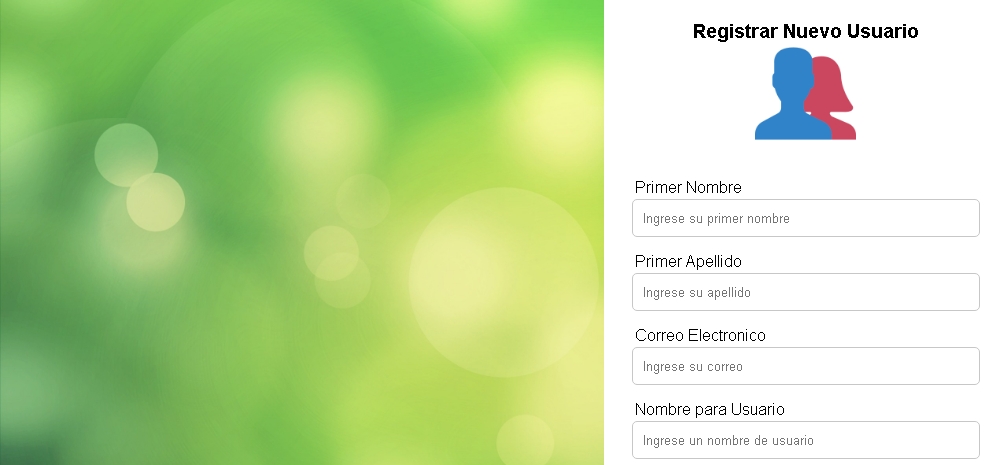 Registrar Nuevo Usuario
Primer Nombre
Ingrese su primer nombre
Primer Apellido
Ingrese su apellido
Correo Electronico
Ingrese su correo
Nombre para Usuario
Ingrese un nombre de usuario